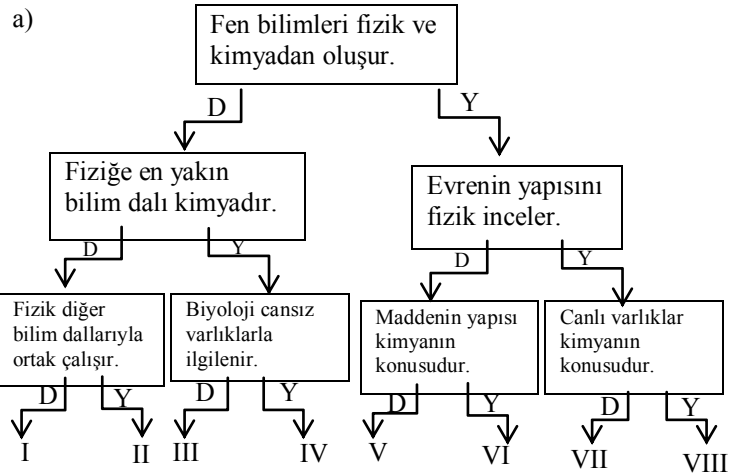 a)
Fen bilimleri fizik ve
kimyadan oluşur.
D
Y
Fiziğe en yakın
bilim dalı kimyadır.
Evrenin yapısını
fizik inceler.
D
Y
D
Y
Fizik diğer
bilim dallarıyla
ortak çalışır.
Biyoloji cansız
varlıklarla
ilgilenir.
Maddenin yapısı
kimyanın
konusudur.
Canlı varlıklar
kimyanın
konusudur.
D
Y
D
Y
D
Y
D
Y
I
II
III
IV
V
VI
VII
VIII